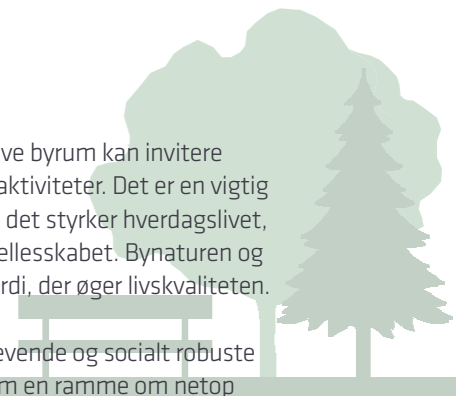 ve byrum kan invitere
aktiviteter. Det er en vigtig
det styrker hverdagslivet,
ellesskabet. Bynaturen og
rdi, der øger livskvaliteten.
evende og socialt robuste
m en ramme om netop